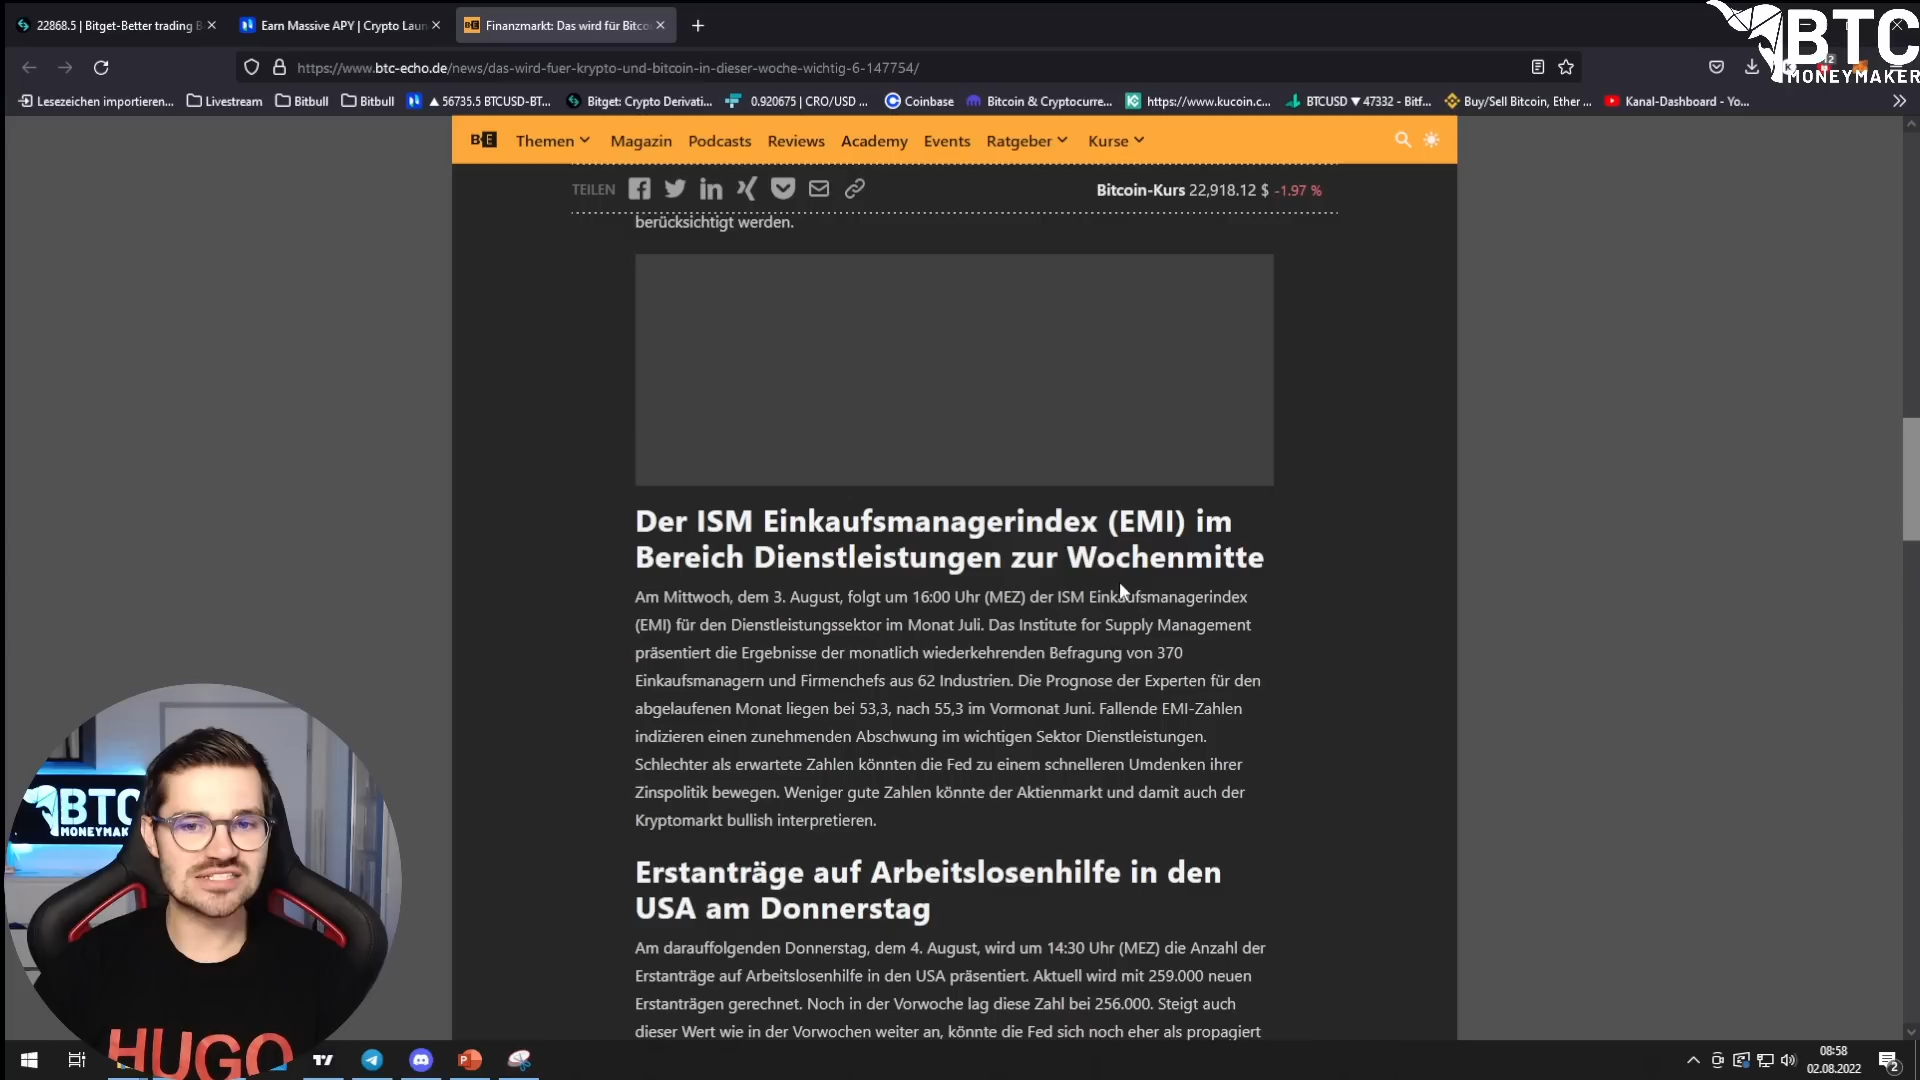 22868.5 | Bitget-Better trading B
Earn Massive APY | Crypto Laun
Finanzmarkt: Das wird für Bitco
BTC
MONEYMAKER
https://www.btc-echo.de/news/das-wird-fuer-krypto-und-bitcoin-in-dieser-woche-wichtig-6-147754/
Lesezeichen importieren...
Livestream
Bitbull
Bitbull
▲ 56735.5 BTCUSD-BT...
Bitget: Crypto Derivati...
0.920675 | CRO/USD ...
Coinbase
Bitcoin & Cryptocurre...
https://www.kucoin.c...
BTCUSD ▼ 47332 - Bitf...
Buy/Sell Bitcoin, Ether ...
Kanal-Dashboard - Yo...
Themen Magazin Podcasts Reviews Academy Events Ratgeber Kurse
TEILEN
Bitcoin-Kurs 22,918.12 $ -1.97 %
berücksichtigt werden.
Der ISM Einkaufsmanagerindex (EMI) im
Bereich Dienstleistungen zur Wochenmitte
Am Mittwoch, dem 3. August, folgt um 16:00 Uhr (MEZ) der ISM Einkaufsmanagerindex
(EMI) für den Dienstleistungssektor im Monat Juli. Das Institute for Supply Management
präsentiert die Ergebnisse der monatlich wiederkehrenden Befragung von 370
Einkaufsmanagern und Firmenchefs aus 62 Industrien. Die Prognose der Experten für den
abgelaufenen Monat liegen bei 53,3, nach 55,3 im Vormonat Juni. Fallende EMI-Zahlen
indizieren einen zunehmenden Abschwung im wichtigen Sektor Dienstleistungen.
Schlechter als erwartete Zahlen könnten die Fed zu einem schnelleren Umdenken ihrer
Zinspolitik bewegen. Weniger gute Zahlen könnte der Aktienmarkt und damit auch der
Kryptomarkt bullish interpretieren.
Erstanträge auf Arbeitslosenhilfe in den
USA am Donnerstag
Am darauffolgenden Donnerstag, dem 4. August, wird um 14:30 Uhr (MEZ) die Anzahl der
Erstanträge auf Arbeitslosenhilfe in den USA präsentiert. Aktuell wird mit 259.000 neuen
Erstanträgen gerechnet. Noch in der Vorwoche lag diese Zahl bei 256.000. Steigt auch
dieser Wert wie in der Vorwochen weiter an, könnte die Fed sich noch eher als propagiert
BTC
MONEYMAK
HUGO
08:58
02.08.2022
2